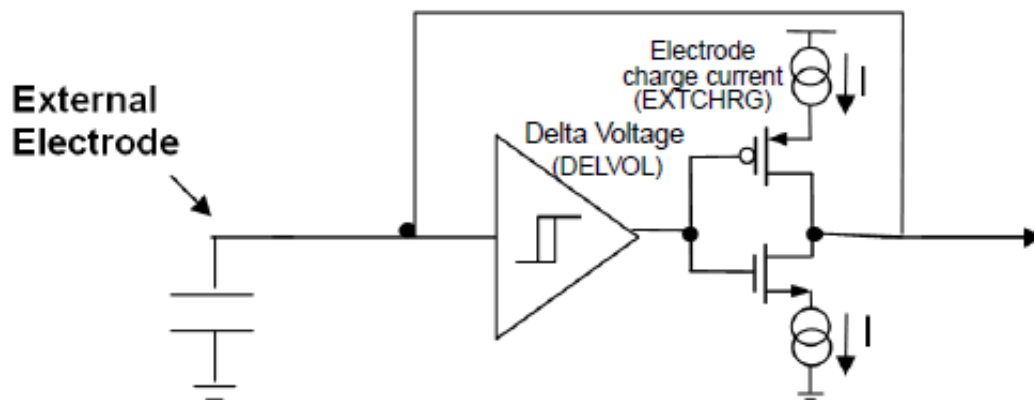 External
Electrode
Electrode
charge current
(EXTCHRG)
I
Delta Voltage
(DELVOL)
I